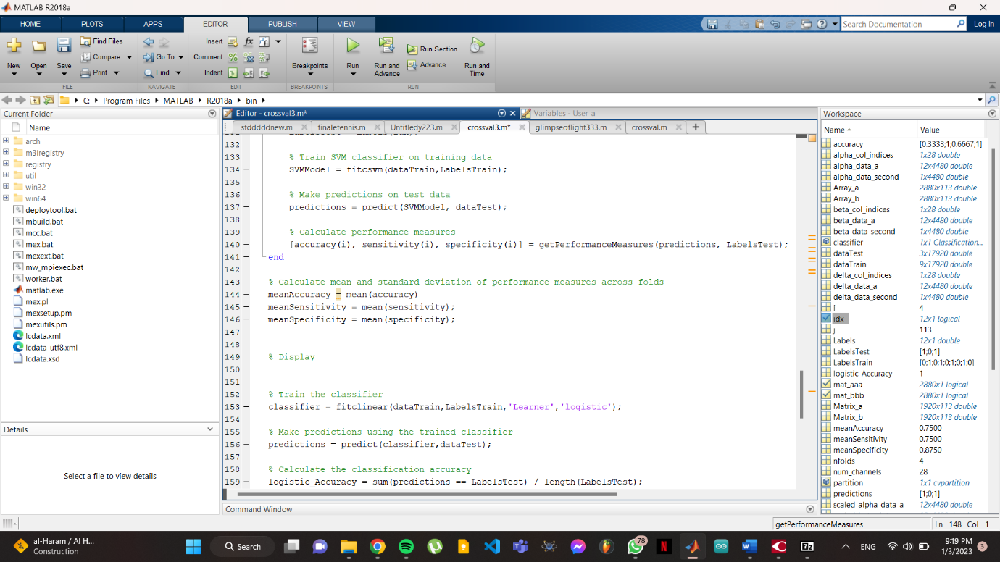 MATLAB R2018a
HOME PLOTS APPS EDITOR PUBLISH VIEW
Search Documentation
Log In
New Open Save
Find Files
Compare
Print
FILE
Go To
Find
NAVIGATE
Insert
Comment
Indent
EDIT
Breakpoints
BREAKPOINTS
Run
Run and Advance
Run Section
Advance
Run and Time
RUN
C: Program Files MATLAB R2018a bin
Current Folder
Name
arch
m3iregistry
registry
util
win32
win64
deploytool.bat
mbuild.bat
mcc.bat
mex.bat
mexext.bat
mw_mpiexec.bat
worker.bat
matlab.exe
mex.pl
mexsetup.pm
mexutils.pm
lcdata.xml
lcdata_utf8.xml
lcdata.xsd
Details
Select a file to view details
Editor - crossval3.m*
Variables - User_a
stdddddnew.m finaletennis.m Untitledy223.m crossval3.m* glimpseoflight333.m crossval.m
132
133 % Train SVM classifier on training data
134 SVMModel = fitcsvm(dataTrain,LabelsTrain);
135
136 % Make predictions on test data
137 predictions = predict(SVMModel, dataTest);
138
139 % Calculate performance measures
140 [accuracy(i), sensitivity(i), specificity(i)] = getPerformanceMeasures(predictions, LabelsTest);
141 end
142
143 % Calculate mean and standard deviation of performance measures across folds
144 meanAccuracy = mean(accuracy)
145 meanSensitivity = mean(sensitivity);
146 meanSpecificity = mean(specificity);
147
148
149 % Display
150
151
152 % Train the classifier
153 classifier = fitclinear(dataTrain,LabelsTrain,'Learner','logistic');
154
155 % Make predictions using the trained classifier
156 predictions = predict(classifier,dataTest);
157
158 % Calculate the classification accuracy
159 logistic_Accuracy = sum(predictions == LabelsTest) / length(LabelsTest);
Command Window
Workspace
Name Value
accuracy [0.3333;1;0.6667;1]
alpha_col_indices 1x28 double
alpha_data_a 12x4480 double
alpha_data_second 1x4480 double
Array_a 2880x113 double
Array_b 2880x113 double
beta_col_indices 1x28 double
beta_data_a 12x4480 double
beta_data_second 1x4480 double
classifier 1x1 Classification...
dataTest 3x17920 double
dataTrain 9x17920 double
delta_col_indices 1x28 double
delta_data_a 12x4480 double
delta_data_second 1x4480 double
i 4
idx 12x1 logical
j 113
Labels 12x1 double
LabelsTest [1;0;1]
LabelsTrain [0;1;0;1;0;1;0;1;0]
logistic_Accuracy 1
mat_aaa 2880x1 logical
mat_bbb 2880x1 logical
Matrix_a 1920x113 double
Matrix_b 1920x113 double
meanAccuracy 0.7500
meanSensitivity 0.7500
meanSpecificity 0.8750
nfolds 4
num_channels 28
partition 1x1 cvpartition
predictions [1;0;1]
scaled_alpha_data_a 12x4480 double
getPerformanceMeasures
Ln 148 Col 1
al-Haram / Al H...
Construction
Search
78
ENG
9:19 PM
1/3/2023
3